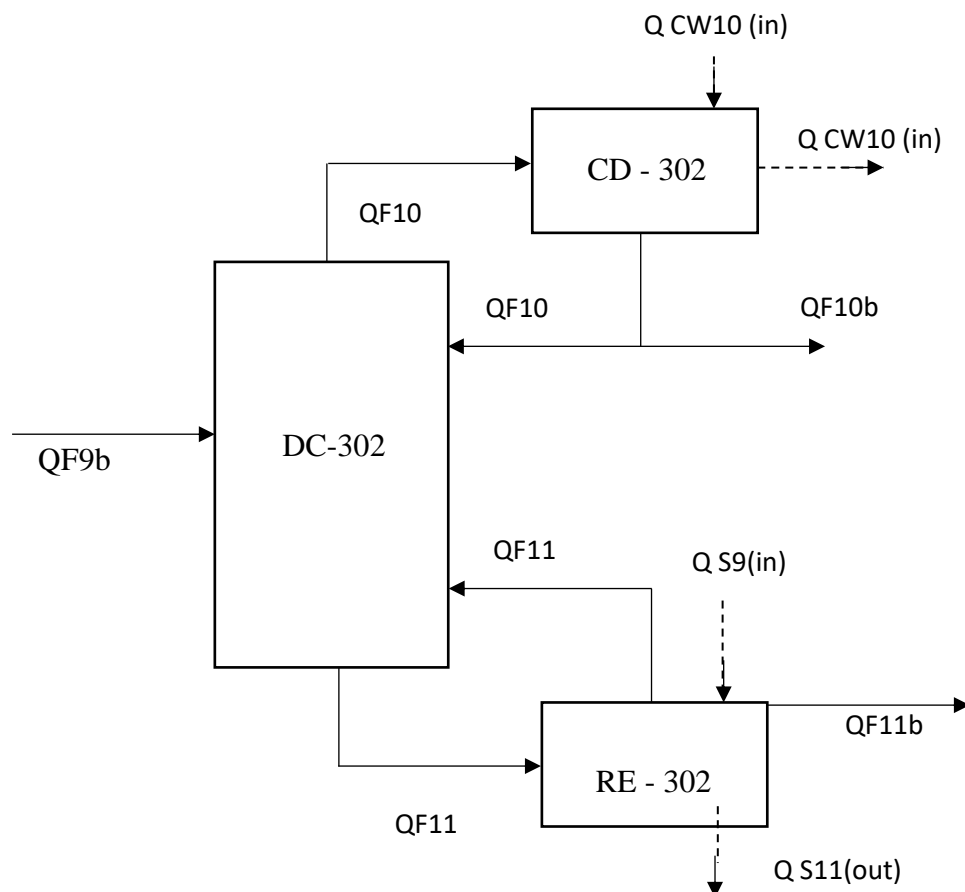 Q CW10 (in)
Q CW10 (in)
CD - 302
QF10
QF10
QF10b
DC-302
QF9b
QF11
Q S9(in)
QF11b
RE - 302
QF11
Q S11(out)